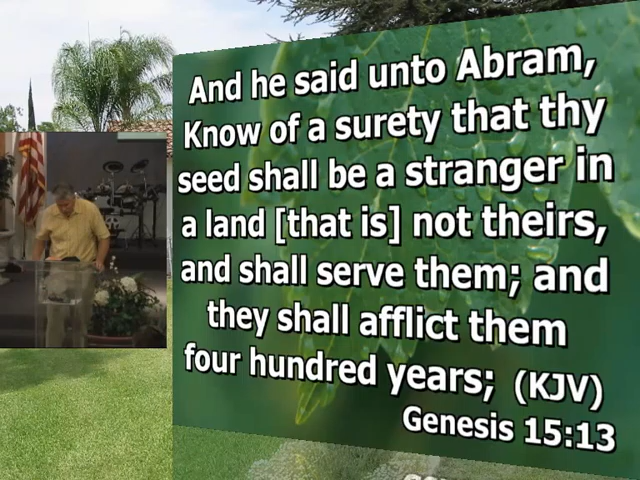 And he said unto Abram,
Know of a surety that thy
seed shall be a stranger in
a land [that is] not theirs,
and shall serve them; and
they shall afflict them
four hundred years; (KJV)
Genesis 15:13